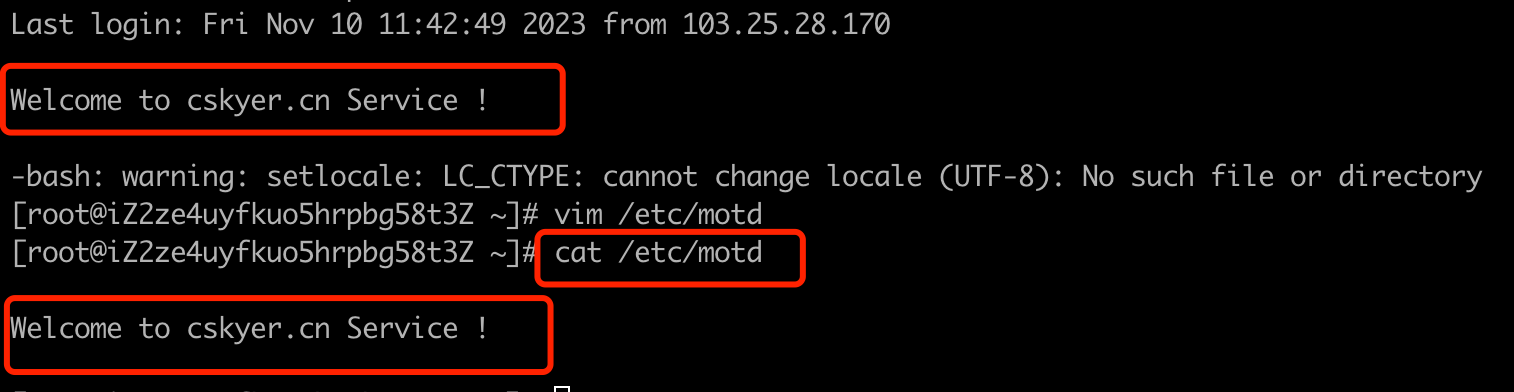 Last login: Fri Nov 10 11:42:49 2023 from 103.25.28.170
Welcome to cskyer.cn Service !
-bash: warning: setlocale: LC_CTYPE: cannot change locale (UTF-8): No such file or directory
[root@iZ2ze4uyfkuo5hrpbg58t3Z ~]# vim /etc/motd
[root@iZ2ze4uyfkuo5hrpbg58t3Z ~]# cat /etc/motd
Welcome to cskyer.cn Service !